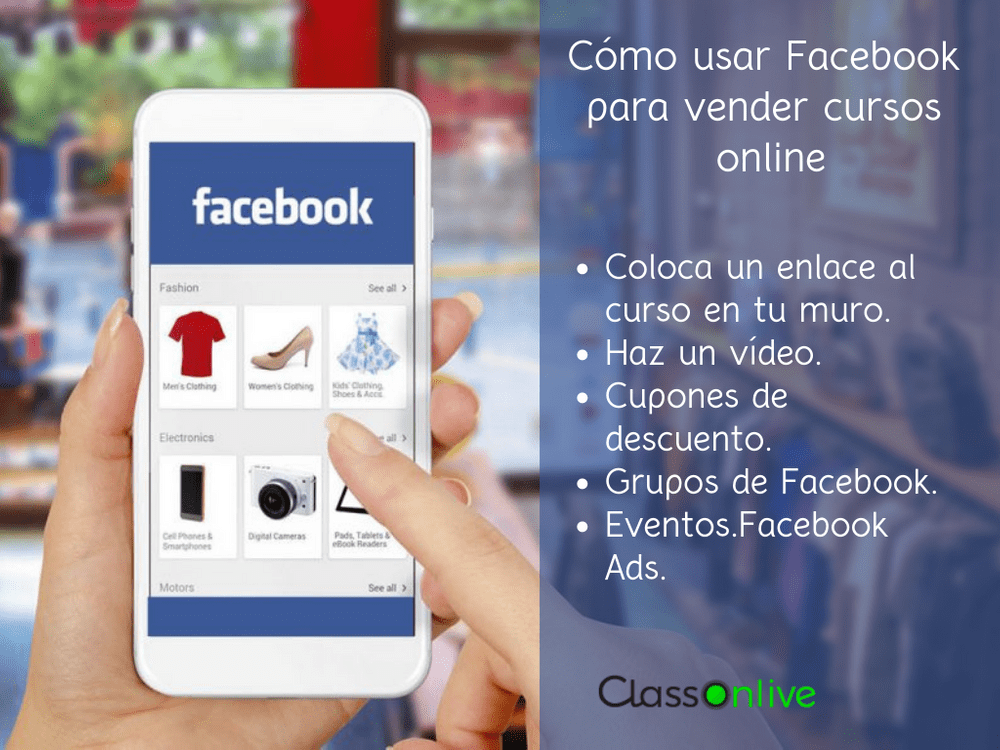 facebook
Fashion See all >
Men's Clothing Women's Clothing Kids' Clothing,
Shoes & Accs.
Electronics all >
Cell Phones & Digital Cameras Pads, Tablets &
Smartphones eBook Readers
Motors See all >
Cómo usar Facebook
para vender cursos
online
• Coloca un enlace al
curso en tu muro.
• Haz un vídeo.
• Cupones de
descuento.
• Grupos de Facebook.
• Eventos.Facebook
Ads.
ClassOnlive